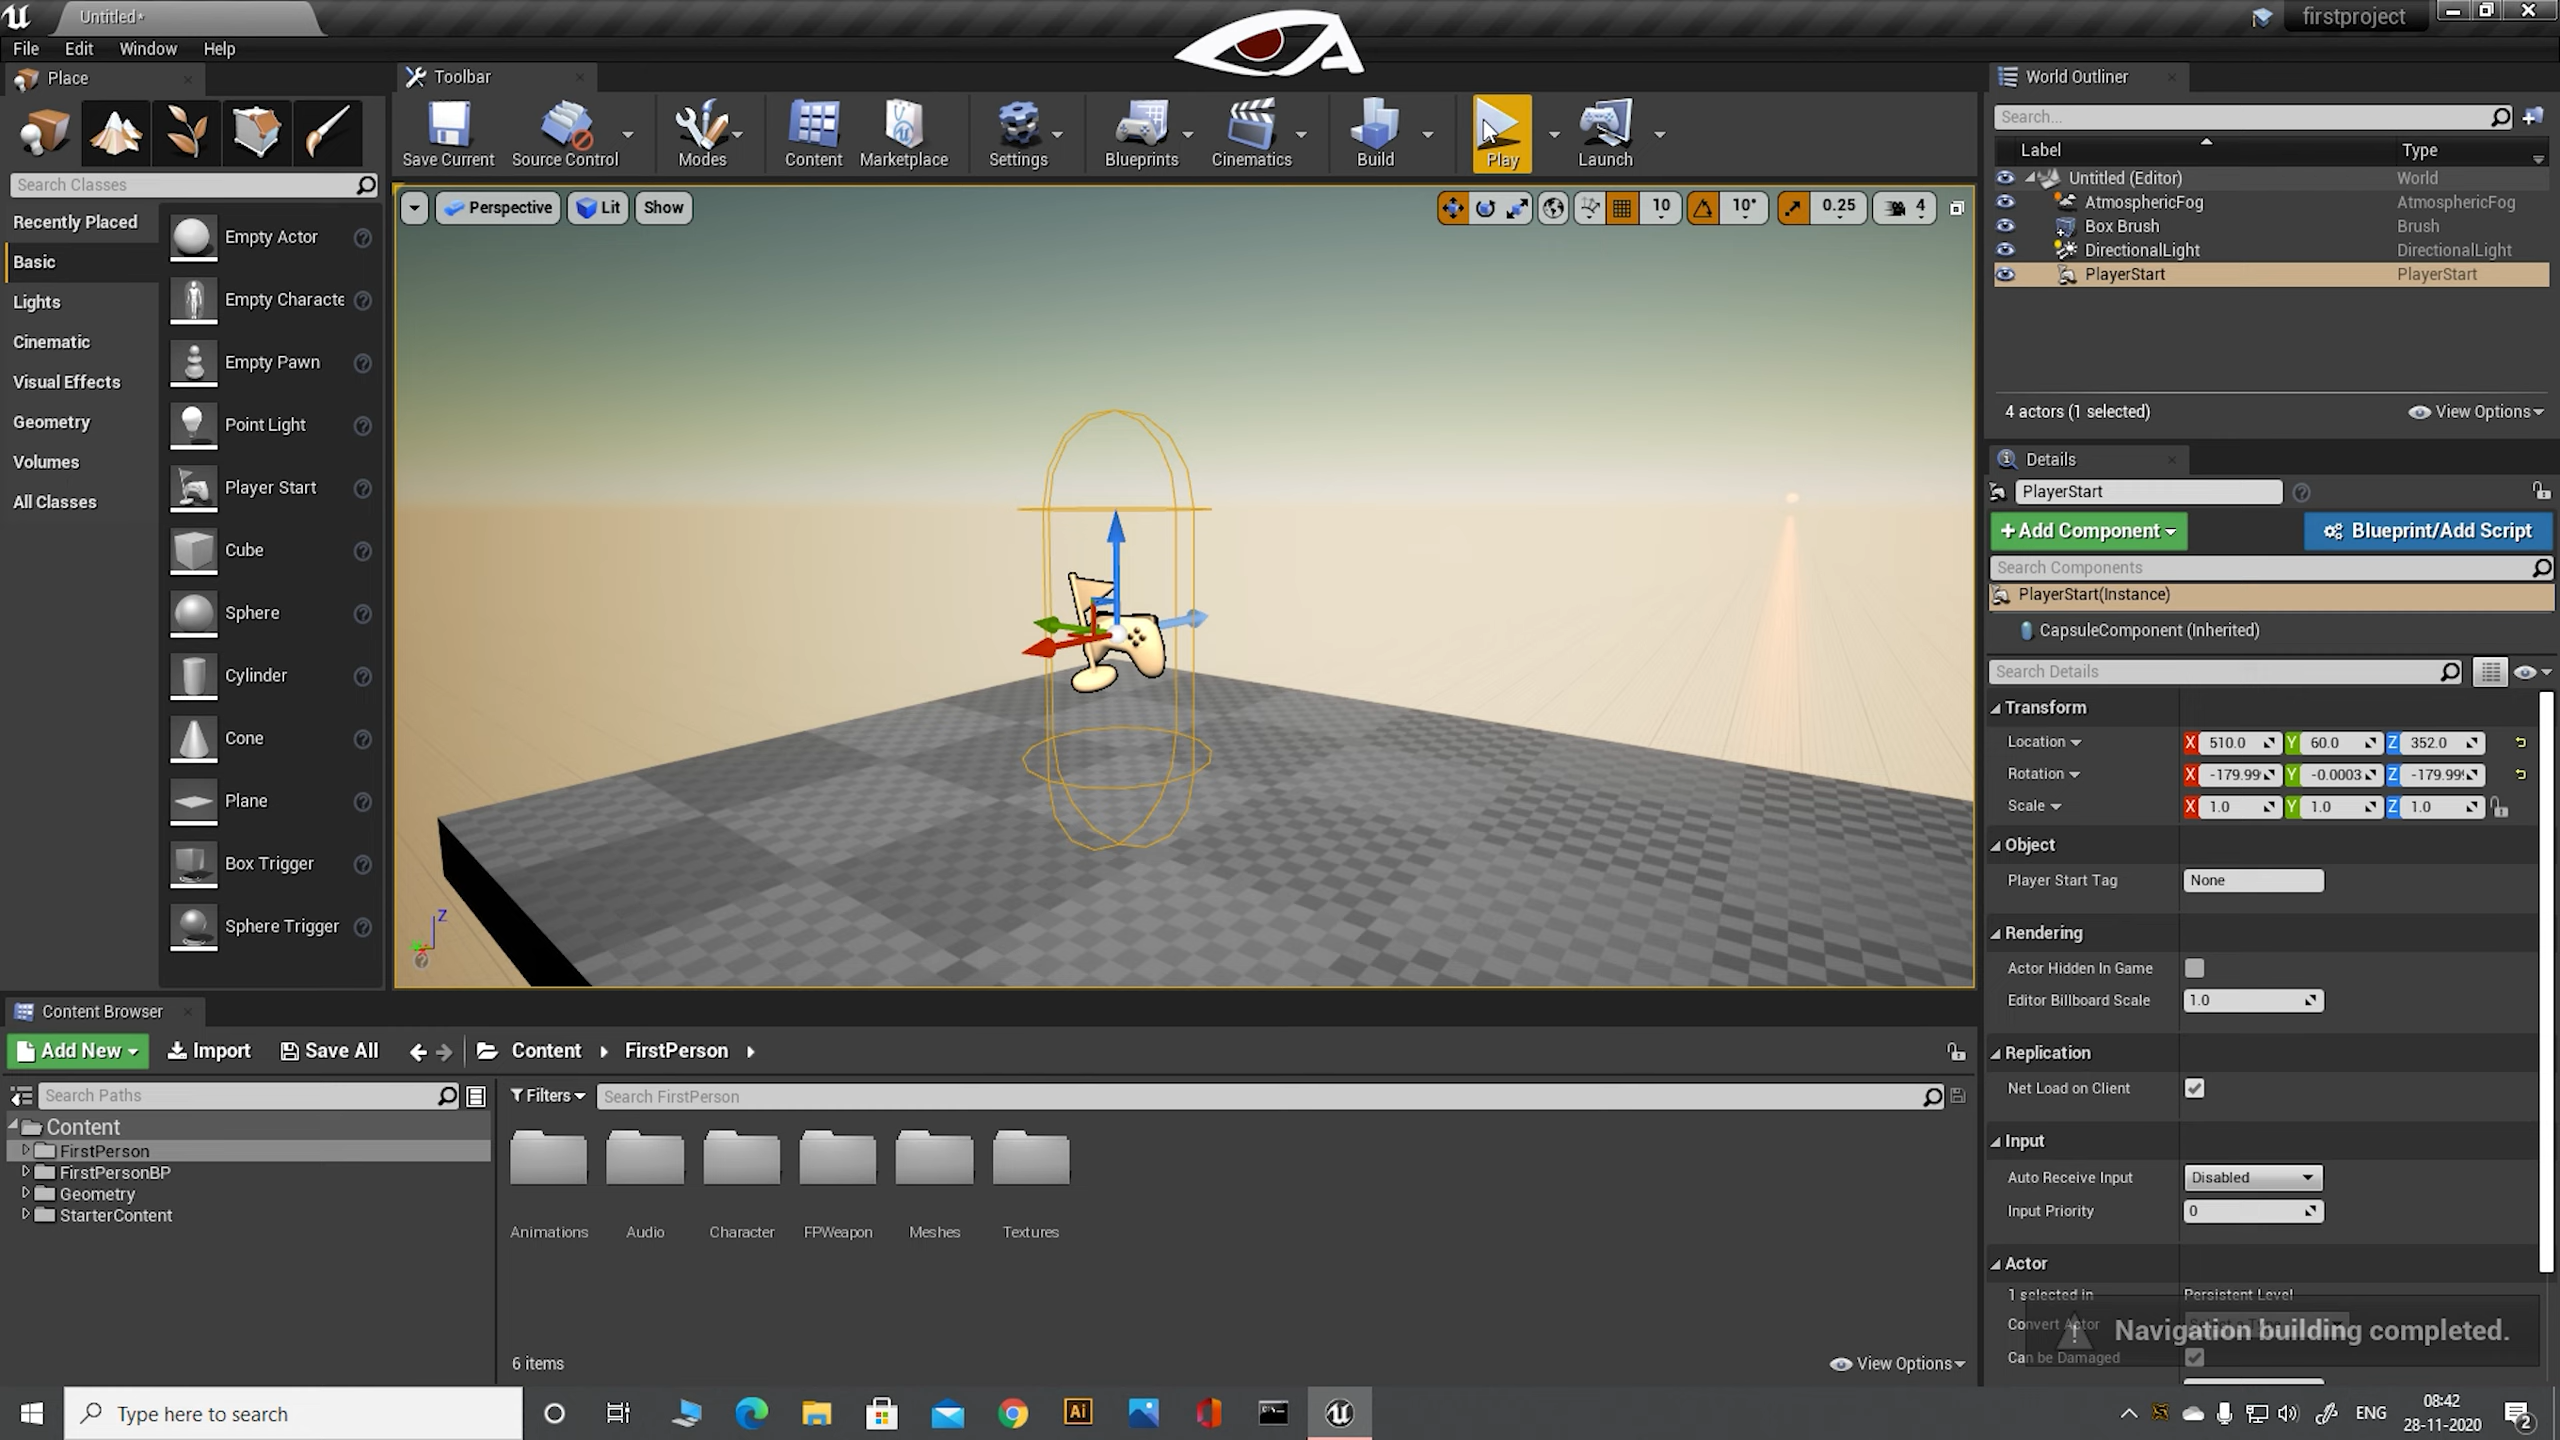 Untitled*
firstproject
File Edit Window Help
Place
Toolbar
World Outliner
Save Current
Source Control
Modes
Content
Marketplace
Settings
Blueprints
Cinematics
Build
Play
Launch
Search...
Label
Type
Untitled (Editor) World
AtmosphericFog AtmosphericFog
Box Brush Brush
DirectionalLight DirectionalLight
PlayerStart PlayerStart
4 actors (1 selected)
View Options
Search Classes
Recently Placed
Basic
Lights
Cinematic
Visual Effects
Geometry
Volumes
All Classes
Empty Actor
Empty Characte
Empty Pawn
Point Light
Player Start
Cube
Sphere
Cylinder
Cone
Plane
Box Trigger
Sphere Trigger
Perspective
Lit
Show
10
10°
0.25
4
Z
Details
PlayerStart
+Add Component
Blueprint/Add Script
Search Components
PlayerStart(Instance)
CapsuleComponent (Inherited)
Search Details
Transform
Location X 510.0 Y 60.0 Z 352.0
Rotation X -179.99 Y -0.0003 Z -179.99
Scale X 1.0 Y 1.0 Z 1.0
Object
Player Start Tag None
Rendering
Actor Hidden In Game
Editor Billboard Scale 1.0
Replication
Net Load on Client
Input
Auto Receive Input Disabled
Input Priority 0
Actor
1 selected in Persistent Level
Convert Actor
Can be Damaged
Navigation building completed.
Content Browser
Add New
Import
Save All
Content
FirstPerson
Search Paths
Filters
Search FirstPerson
Content
FirstPerson
FirstPersonBP
Geometry
StarterContent
Animations
Audio
Character
FPWeapon
Meshes
Textures
6 items
View Options
Type here to search
Ai
ENG
08:42
28-11-2020
2